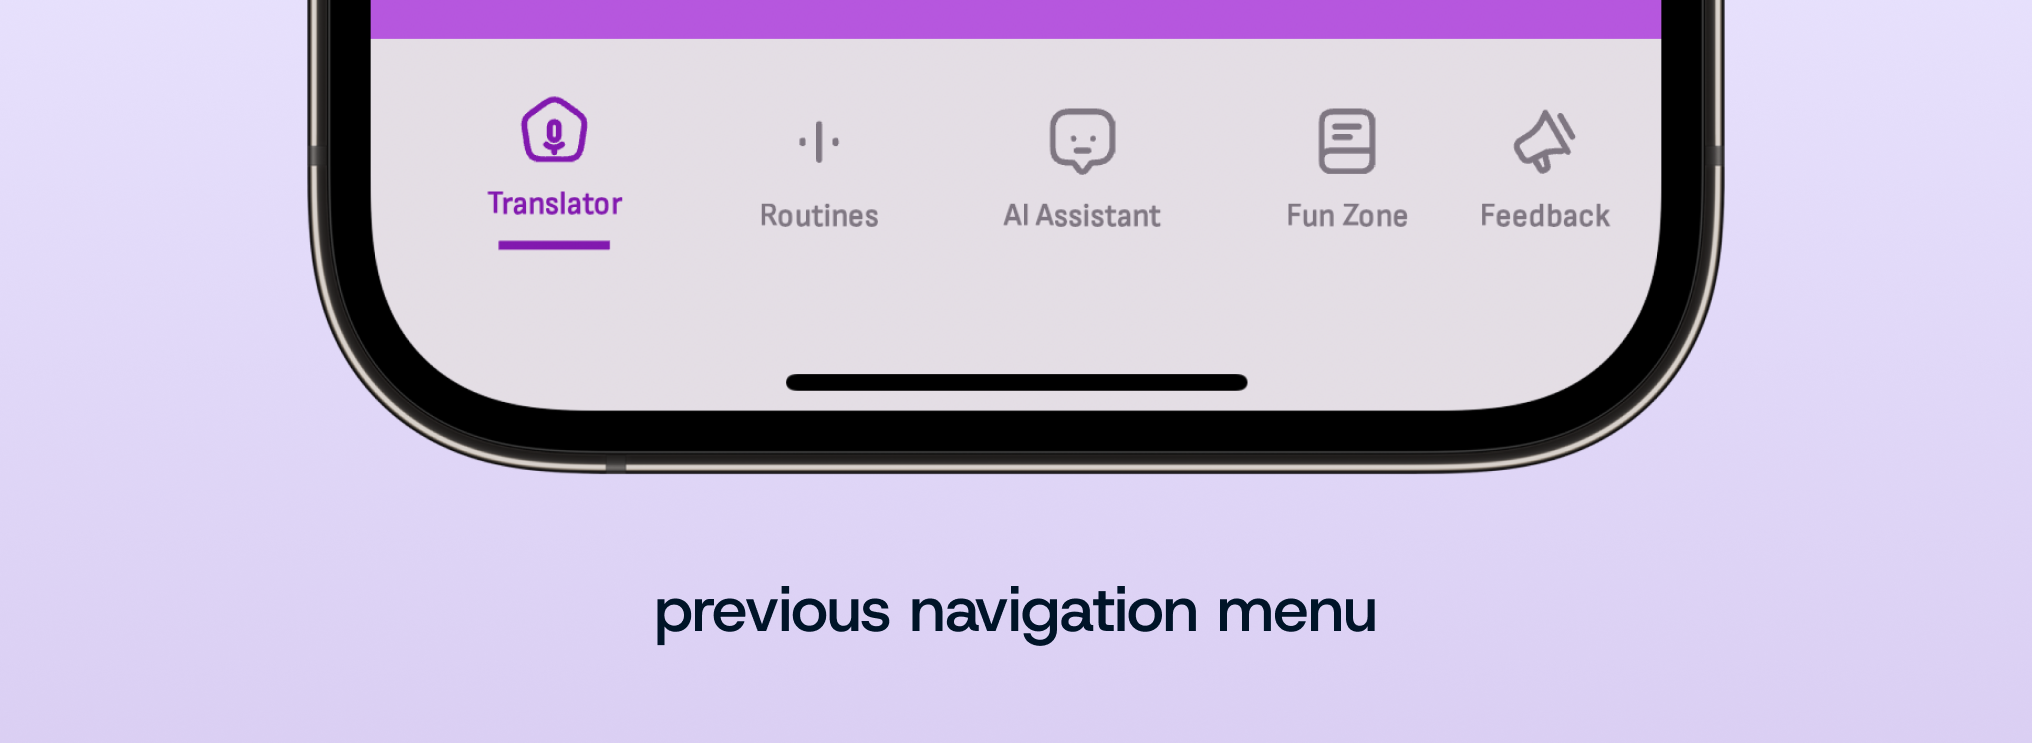 Translator
Routines
AI Assistant
Fun Zone
Feedback
previous navigation menu